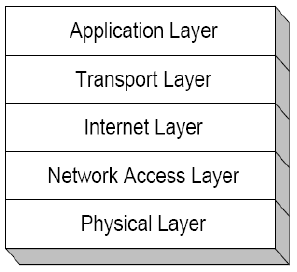 Application Layer
Transport Layer
Internet Layer
Network Access Layer
Physical Layer